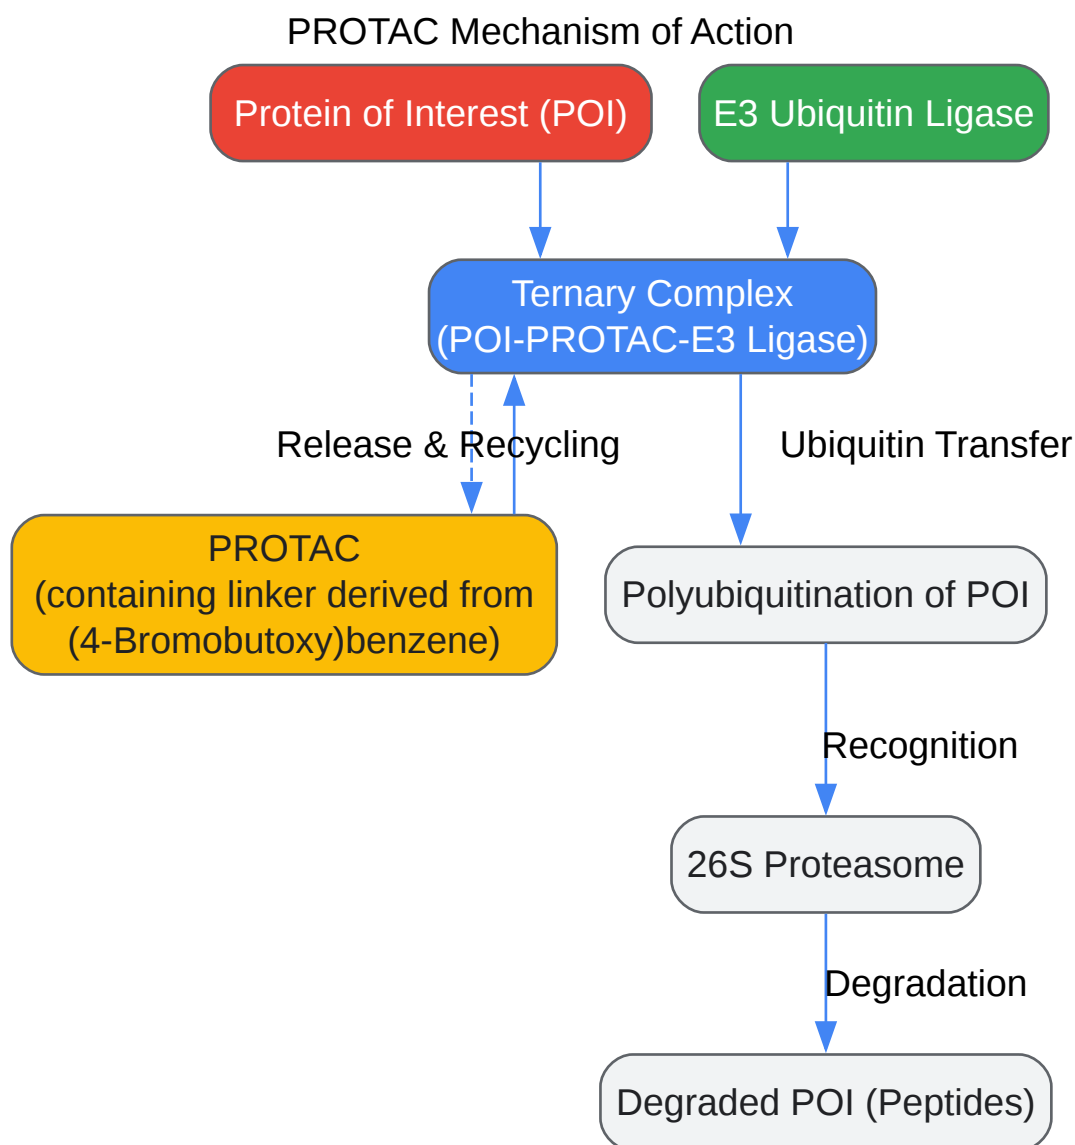 PROTAC Mechanism of Action
Protein of Interest (POI)
E3 Ubiquitin Ligase
Ternary Complex
(POI-PROTAC-E3 Ligase)
Release & Recycling
Ubiquitin Transfer
PROTAC
(containing linker derived from
(4-Bromobutoxy)benzene)
Polyubiquitination of POI
Recognition
26S Proteasome
Degradation
Degraded POI (Peptides)